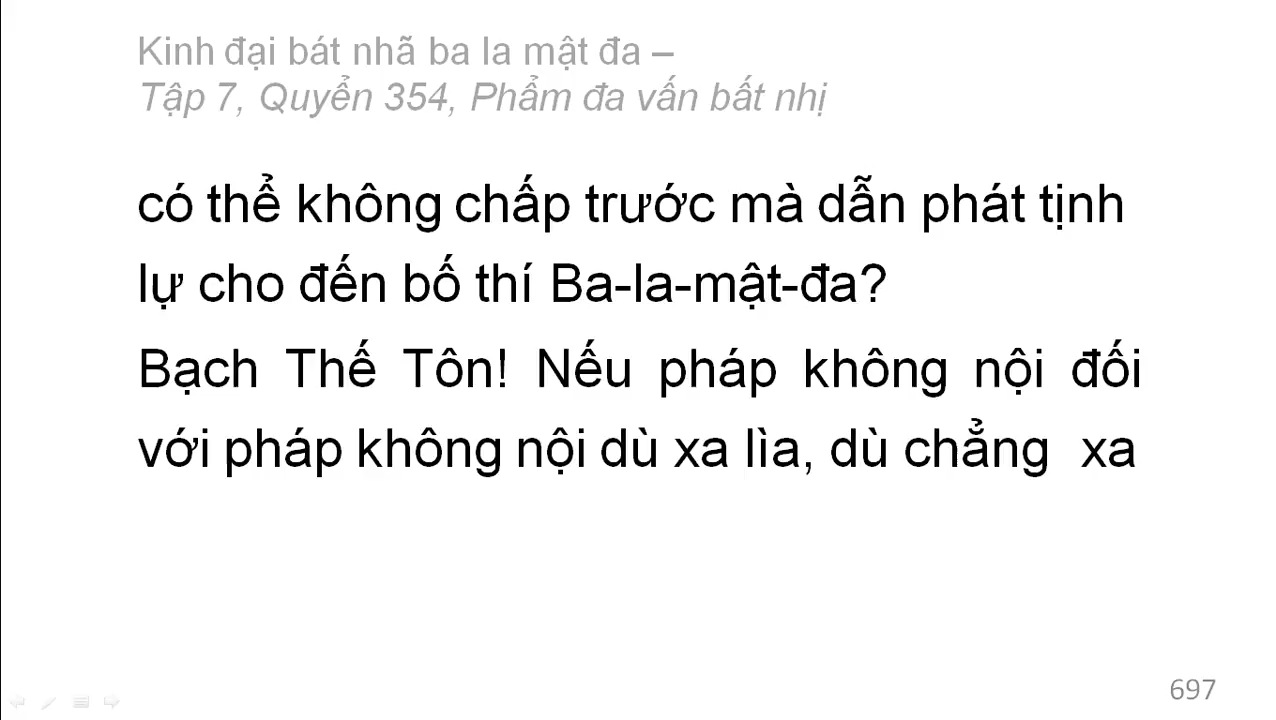 Kinh đại bát nhã ba la mật đa –
Tập 7, Quyển 354, Phẩm đa vấn bất nhị
có thể không chấp trước mà dẫn phát tịnh
lự cho đến bố thí Ba-la-mật-đa?
Bạch Thế Tôn! Nếu pháp không nội đối
với pháp không nội dù xa lìa, dù chẳng xa
697